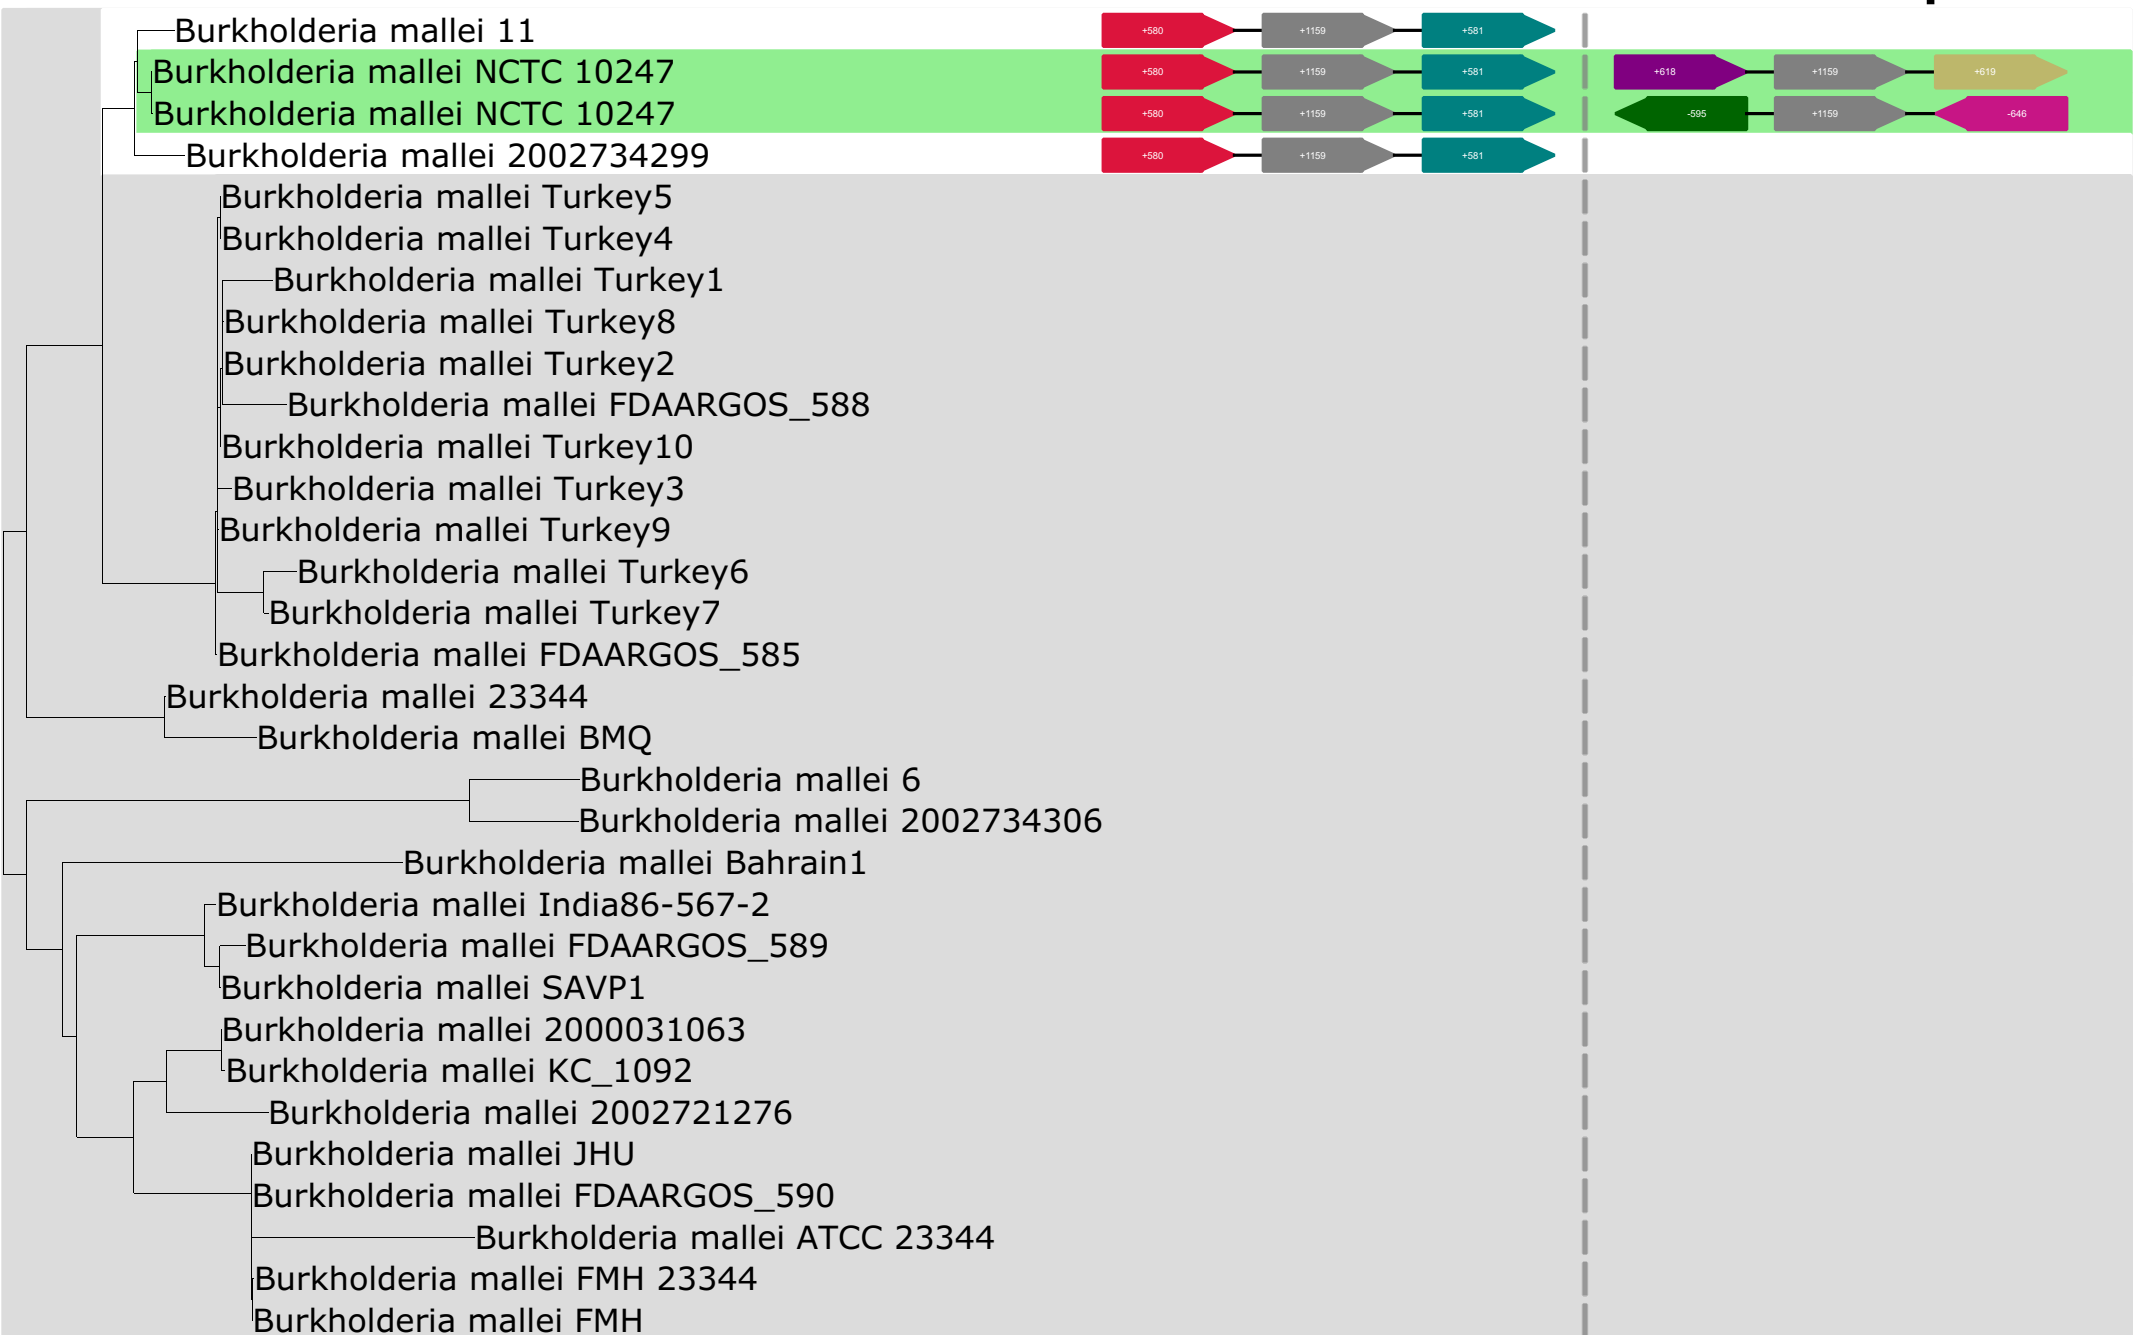 Burkholderia mallei 11 +580 +1159 +581
Burkholderia mallei NCTC 10247 +580 +1159 +581 +618 +1159 +619
Burkholderia mallei NCTC 10247 +580 +1159 +581 -595 +1159 -646
Burkholderia mallei 2002734299 +580 +1159 +581
Burkholderia mallei Turkey5
Burkholderia mallei Turkey4
Burkholderia mallei Turkey1
Burkholderia mallei Turkey8
Burkholderia mallei Turkey2
Burkholderia mallei FDAARGOS_588
Burkholderia mallei Turkey10
Burkholderia mallei Turkey3
Burkholderia mallei Turkey9
Burkholderia mallei Turkey6
Burkholderia mallei Turkey7
Burkholderia mallei FDAARGOS_585
Burkholderia mallei 23344
Burkholderia mallei BMQ
Burkholderia mallei 6
Burkholderia mallei 2002734306
Burkholderia mallei Bahrain1
Burkholderia mallei India86-567-2
Burkholderia mallei FDAARGOS_589
Burkholderia mallei SAVP1
Burkholderia mallei 2000031063
Burkholderia mallei KC_1092
Burkholderia mallei 2002721276
Burkholderia mallei JHU
Burkholderia mallei FDAARGOS_590
Burkholderia mallei ATCC 23344
Burkholderia mallei FMH 23344
Burkholderia mallei FMH